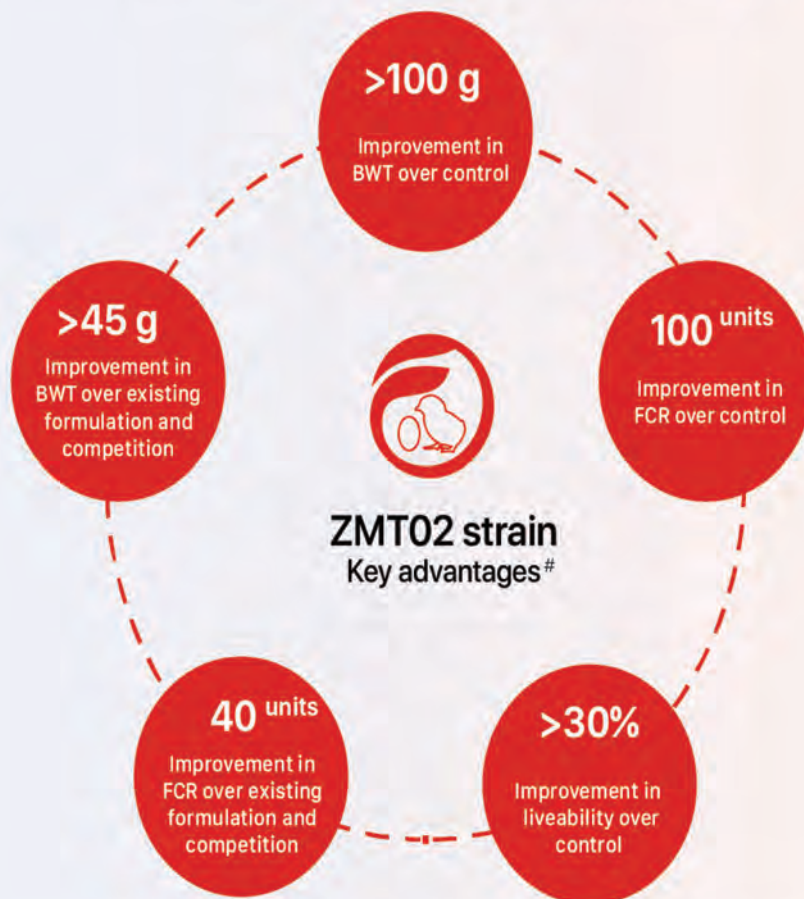 >100 g
Improvement in
BWT over control
100 units
Improvement in
FCR over control
>30%
Improvement in
liveability over
control
40 units
Improvement in
FCR over existing
formulation and
competition
>45 g
Improvement in
BWT over existing
formulation and
competition
ZMT02 strain
Key advantages#